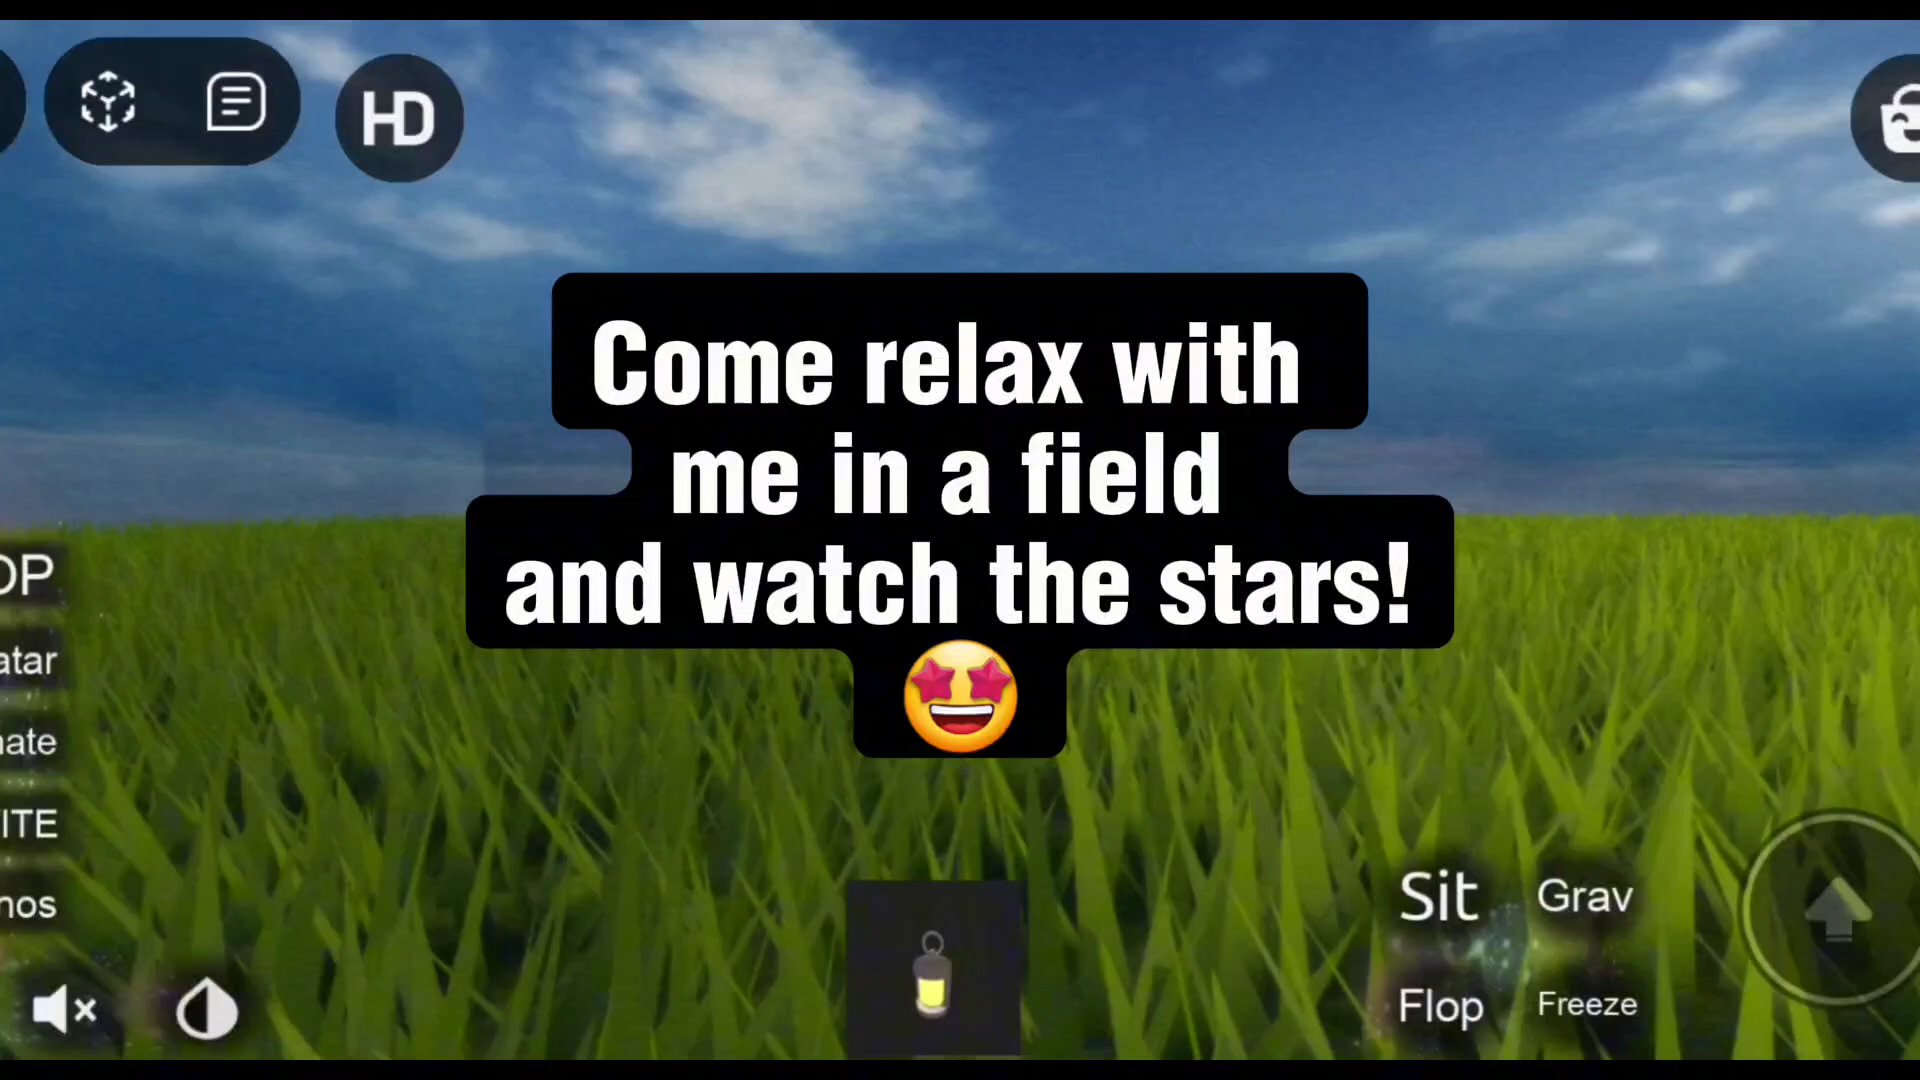 HD
Come relax with
me in a field
and watch the stars!
OP
atar
ate
ITE
nos
Sit
Grav
Flop
Freeze